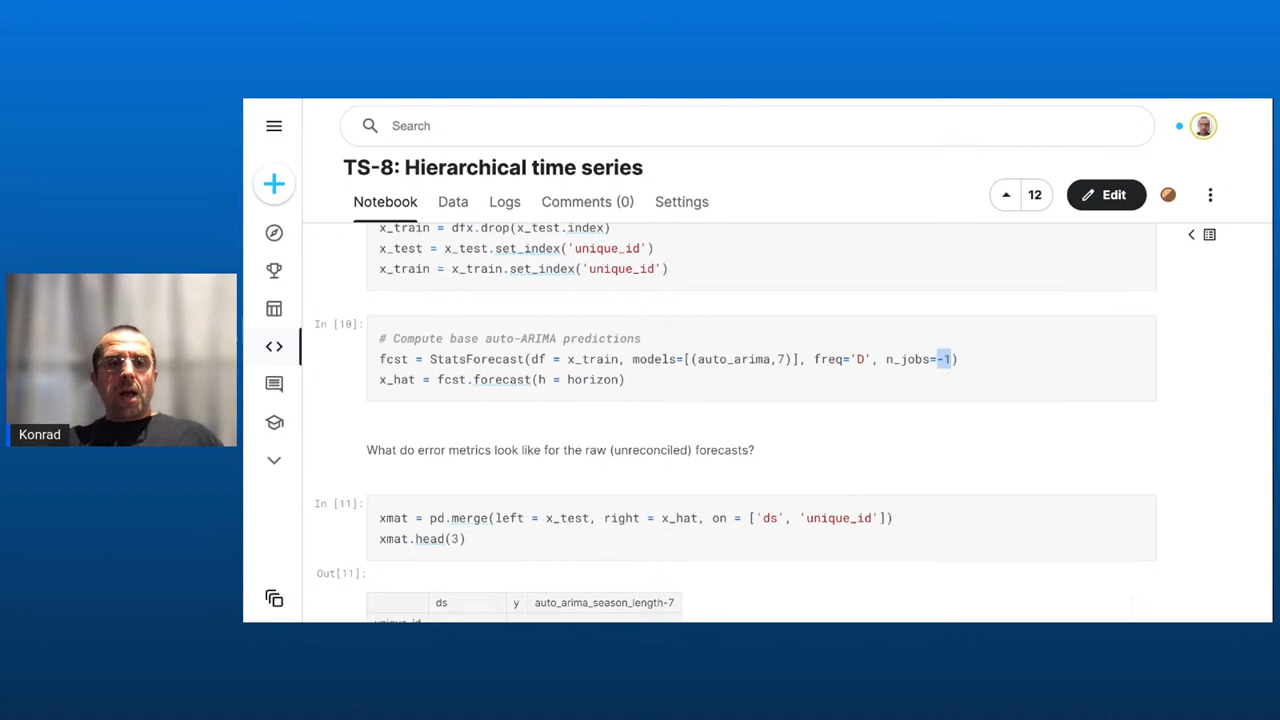 Search
TS-8: Hierarchical time series
12
Edit
Notebook
Data
Logs
Comments (0)
Settings
x_train = dfx.drop(x_test.index)
x_test = x_test.set_index('unique_id')
x_train = x_train.set_index('unique_id')
In [10]:
# Compute base auto-ARIMA predictions
fcst = StatsForecast(df = x_train, models=[(auto_arima,7)], freq='D', n_jobs=-1)
x_hat = fcst.forecast(h = horizon)
Konrad
What do error metrics look like for the raw (unreconciled) forecasts?
In [11]:
xmat = pd.merge(left = x_test, right = x_hat, on = ['ds', 'unique_id'])
xmat.head(3)
Out[11]:
ds y auto_arima_season_length-7
unique_id